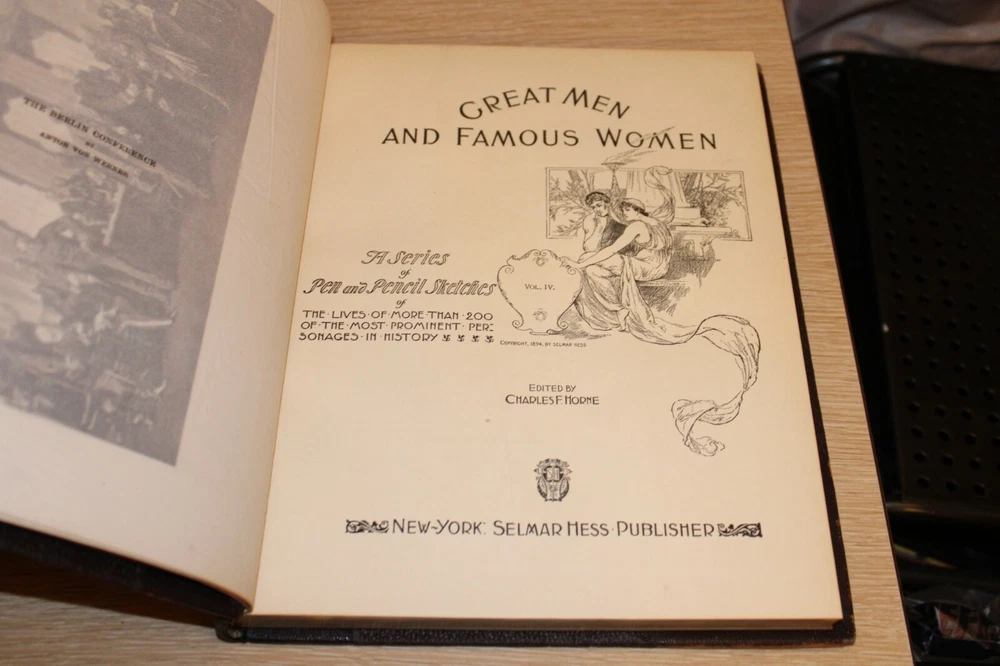 THE BERLIN CONFERENCE
BY
ANTON VON WERNER
GREAT MEN
AND FAMOUS WOMEN
A Series
of
Pen and Pencil Sketches
of
THE·LIVES·OF·MORE·THAN·200
OF·THE·MOST·PROMINENT·PER=
SONAGES·IN·HISTORY
VOL. IV.
COPYRIGHT, 1894, BY SELMAR HESS
EDITED BY
CHARLES F. HORNE
NEW-YORK: SELMAR HESS·PUBLISHER